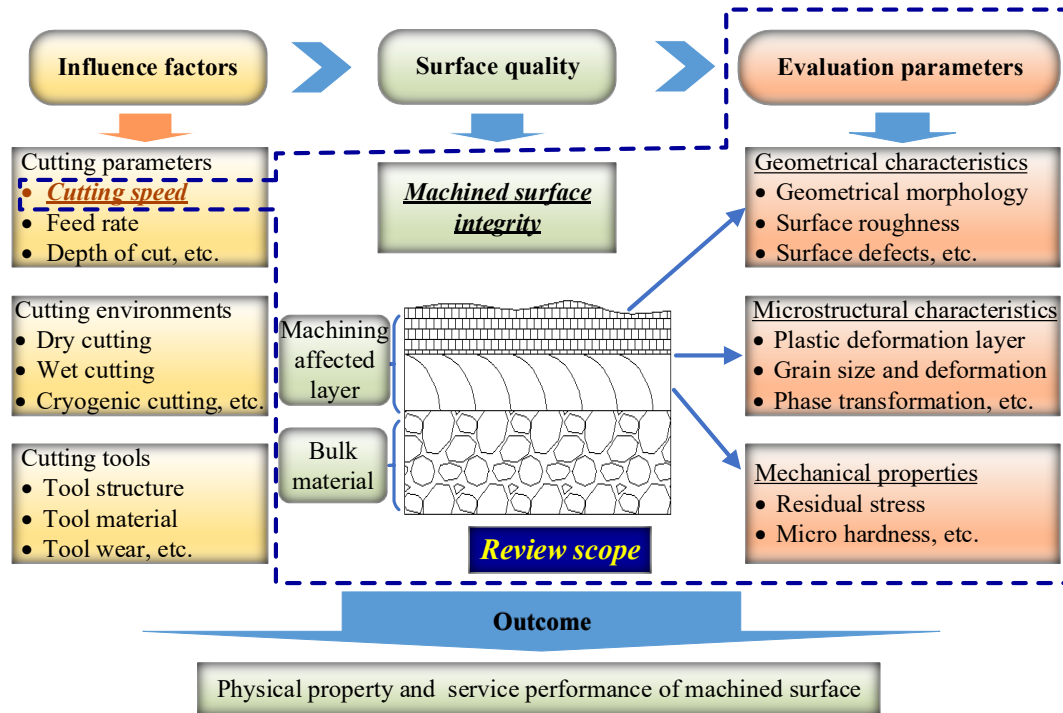 Influence factors
Surface quality
Evaluation parameters
Cutting parameters
• Cutting speed
• Feed rate
• Depth of cut, etc.
Cutting environments
• Dry cutting
• Wet cutting
• Cryogenic cutting, etc.
Cutting tools
• Tool structure
• Tool material
• Tool wear, etc.
Machined surface
integrity
Machining
affected
layer
Bulk
material
Review scope
Geometrical characteristics
• Geometrical morphology
• Surface roughness
• Surface defects, etc.
Microstructural characteristics
• Plastic deformation layer
• Grain size and deformation
• Phase transformation, etc.
Mechanical properties
• Residual stress
• Micro hardness, etc.
Outcome
Physical property and service performance of machined surface